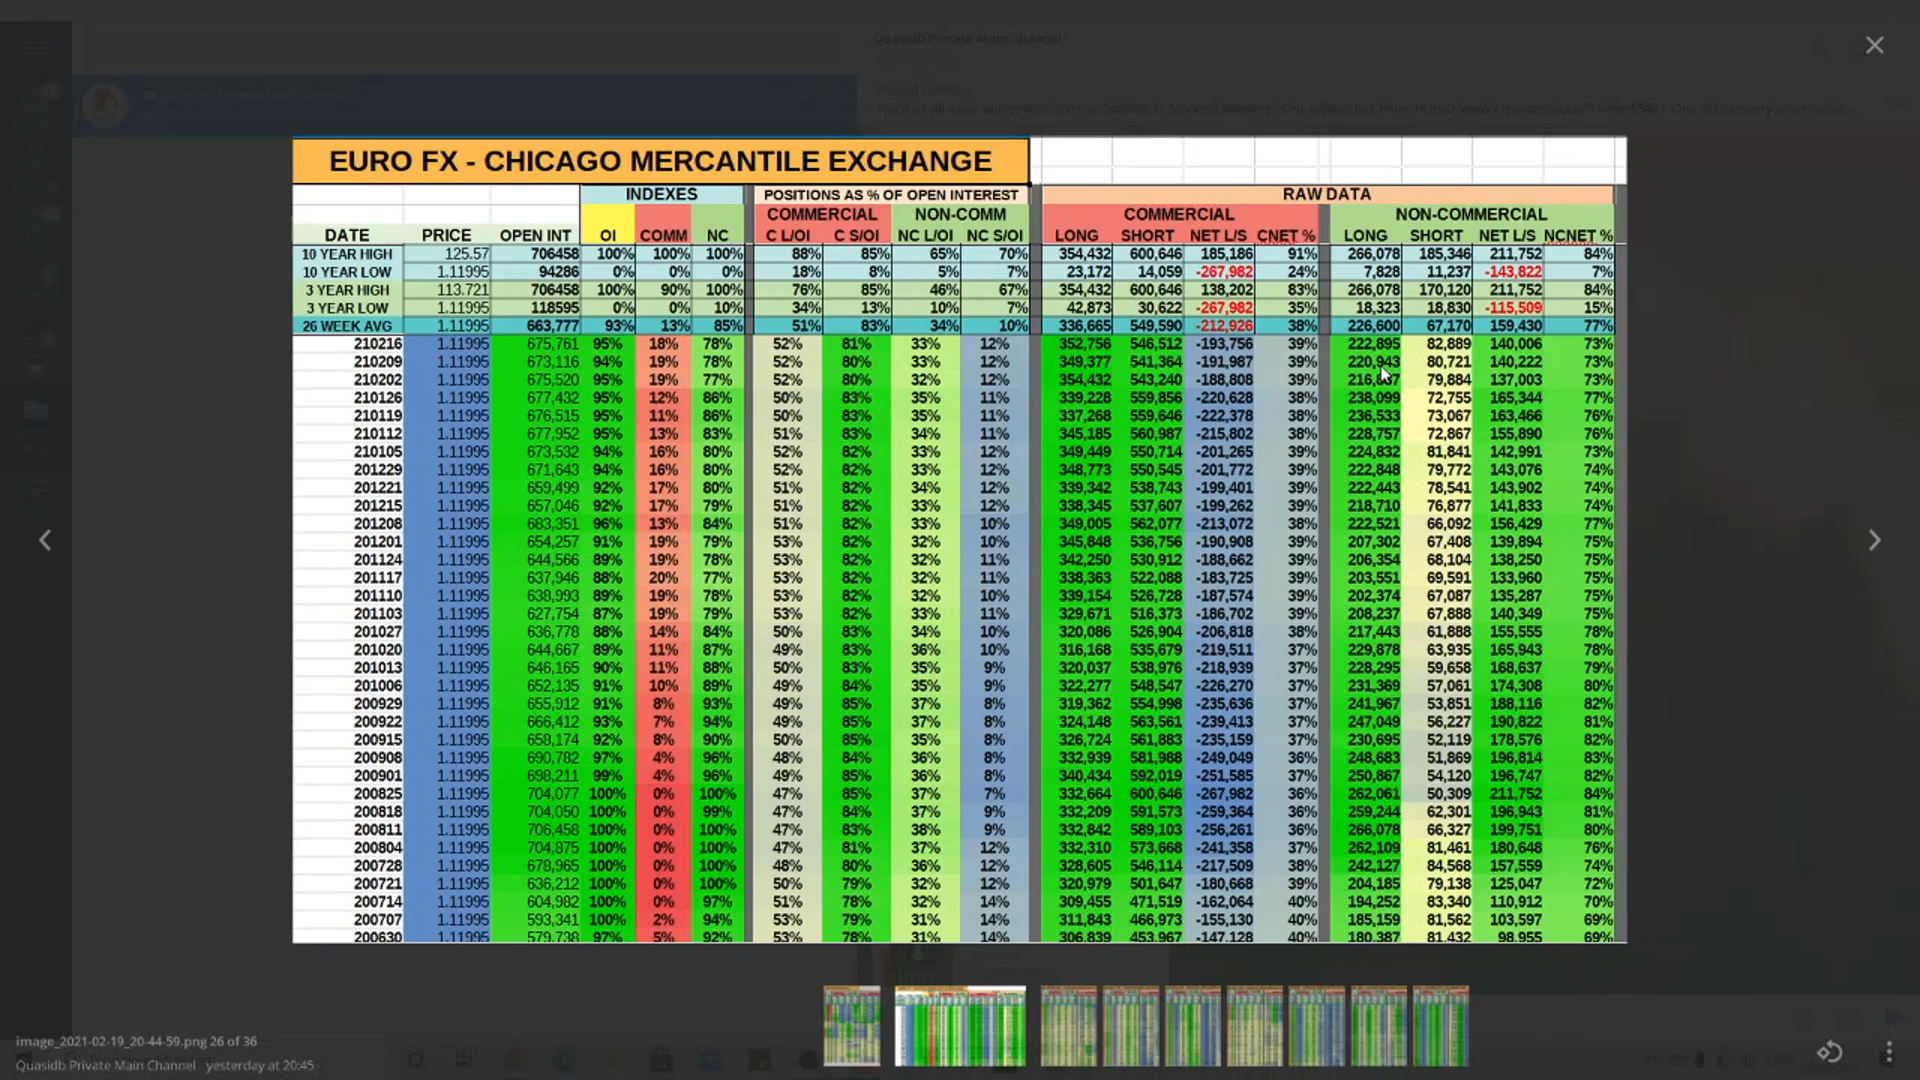 Quasidb Private Main Channel
EURO FX - CHICAGO MERCANTILE EXCHANGE
INDEXES POSITIONS AS % OF OPEN INTEREST RAW DATA
COMMERCIAL NON-COMM COMMERCIAL NON-COMMERCIAL
DATE PRICE OPEN INT OI COMM NC C L/OI C S/OI NC L/OI NC S/OI LONG SHORT NET L/S CNET % LONG SHORT NET L/S NCNET %
10 YEAR HIGH 125.57 706458 100% 100% 100% 88% 85% 65% 70% 354,432 600,646 185,186 91% 266,078 185,346 211,752 84%
10 YEAR LOW 1.11995 94286 0% 0% 0% 18% 8% 5% 7% 23,172 14,059 -267,982 24% 7,828 11,237 -143,822 7%
3 YEAR HIGH 113.721 706458 100% 90% 100% 76% 85% 46% 67% 354,432 600,646 138,202 83% 266,078 170,120 211,752 84%
3 YEAR LOW 1.11995 118595 0% 0% 10% 34% 13% 10% 7% 42,873 30,622 -267,982 35% 18,323 18,830 -115,509 15%
26 WEEK AVG 1.11995 663,777 93% 13% 85% 51% 83% 34% 10% 336,665 549,590 -212,926 38% 226,600 67,170 159,430 77%
210216 1.11995 675,761 95% 18% 78% 52% 81% 33% 12% 352,756 546,512 -193,756 39% 222,895 82,889 140,006 73%
210209 1.11995 673,116 94% 19% 78% 52% 80% 33% 12% 349,377 541,364 -191,987 39% 220,943 80,721 140,222 73%
210202 1.11995 675,520 95% 19% 77% 52% 80% 32% 12% 354,432 543,240 -188,808 39% 79,884 137,003 73%
210126 1.11995 677,432 95% 12% 86% 50% 83% 35% 11% 339,228 559,856 -220,628 38% 238,099 72,755 165,344 77%
210119 1.11995 676,515 95% 11% 86% 50% 83% 35% 11% 337,268 559,646 -222,378 38% 236,533 73,067 163,466 76%
210112 1.11995 677,952 95% 13% 83% 51% 83% 34% 11% 345,185 560,987 -215,802 38% 228,757 72,867 155,890 76%
210105 1.11995 673,532 94% 16% 80% 52% 82% 33% 12% 349,449 550,714 -201,265 39% 224,832 81,841 142,991 73%
201229 1.11995 671,643 94% 16% 80% 52% 82% 33% 12% 348,773 550,545 -201,772 39% 222,848 79,772 143,076 74%
201221 1.11995 659,499 92% 17% 80% 51% 82% 34% 12% 339,342 538,743 -199,401 39% 222,443 78,541 143,902 74%
201215 1.11995 657,046 92% 17% 79% 51% 82% 33% 12% 338,345 537,607 -199,262 39% 218,710 76,877 141,833 74%
201208 1.11995 683,351 96% 13% 84% 51% 82% 33% 10% 349,005 562,077 -213,072 38% 222,521 66,092 156,429 77%
201201 1.11995 654,257 91% 19% 79% 53% 82% 32% 10% 345,848 536,756 -190,908 39% 207,302 67,408 139,894 75%
201124 1.11995 644,566 89% 19% 78% 53% 82% 32% 11% 342,250 530,912 -188,662 39% 206,354 68,104 138,250 75%
201117 1.11995 637,946 88% 20% 77% 53% 82% 32% 11% 338,363 522,088 -183,725 39% 203,551 69,591 133,960 75%
201110 1.11995 638,993 89% 19% 78% 53% 82% 32% 10% 339,154 526,728 -187,574 39% 202,374 67,087 135,287 75%
201103 1.11995 627,754 87% 19% 79% 53% 82% 33% 11% 329,671 516,373 -186,702 39% 208,237 67,888 140,349 75%
201027 1.11995 636,778 88% 14% 84% 50% 83% 34% 10% 320,086 526,904 -206,818 38% 217,443 61,888 155,555 78%
201020 1.11995 644,667 89% 11% 87% 49% 83% 36% 10% 316,168 535,679 -219,511 37% 229,878 63,935 165,943 78%
201013 1.11995 646,165 90% 11% 88% 50% 83% 35% 9% 320,037 538,976 -218,939 37% 228,295 59,658 168,637 79%
201006 1.11995 652,135 91% 10% 89% 49% 84% 35% 9% 322,277 548,547 -226,270 37% 231,369 57,061 174,308 80%
200929 1.11995 655,912 91% 8% 93% 49% 85% 37% 8% 319,362 554,998 -235,636 37% 241,967 53,851 188,116 82%
200922 1.11995 666,412 93% 7% 94% 49% 85% 37% 8% 324,148 563,561 -239,413 37% 247,049 56,227 190,822 81%
200915 1.11995 658,174 92% 8% 90% 50% 85% 35% 8% 326,724 561,883 -235,159 37% 230,695 52,119 178,576 82%
200908 1.11995 690,782 97% 4% 96% 48% 84% 36% 8% 332,939 581,988 -249,049 36% 248,683 51,869 196,814 83%
200901 1.11995 698,211 99% 4% 96% 49% 85% 36% 8% 340,434 592,019 -251,585 37% 250,867 54,120 196,747 82%
200825 1.11995 704,077 100% 0% 100% 47% 85% 37% 7% 332,664 600,646 -267,982 36% 262,061 50,309 211,752 84%
200818 1.11995 704,050 100% 0% 99% 47% 84% 37% 9% 332,209 591,573 -259,364 36% 259,244 62,301 196,943 81%
200811 1.11995 706,458 100% 0% 100% 47% 83% 38% 9% 332,842 589,103 -256,261 36% 266,078 66,327 199,751 80%
200804 1.11995 704,875 100% 0% 100% 47% 81% 37% 12% 332,310 573,668 -241,358 37% 262,109 81,461 180,648 76%
200728 1.11995 678,965 100% 0% 100% 48% 80% 36% 12% 328,605 546,114 -217,509 38% 242,127 84,568 157,559 74%
200721 1.11995 636,212 100% 0% 100% 50% 79% 32% 12% 320,979 501,647 -180,668 39% 204,185 79,138 125,047 72%
200714 1.11995 604,982 100% 0% 97% 51% 78% 32% 14% 309,455 471,519 -162,064 40% 194,252 83,340 110,912 70%
200707 1.11995 593,341 100% 2% 94% 53% 79% 31% 14% 311,843 466,973 -155,130 40% 185,159 81,562 103,597 69%
200630 1.11995 579,738 97% 5% 92% 53% 78% 31% 14% 306,839 453,967 -147,128 40% 180,387 81,432 98,955 69%
image_2021-02-19_20-44-59.png 26 of 36
Quasidb Private Main Channel yesterday at 20:45